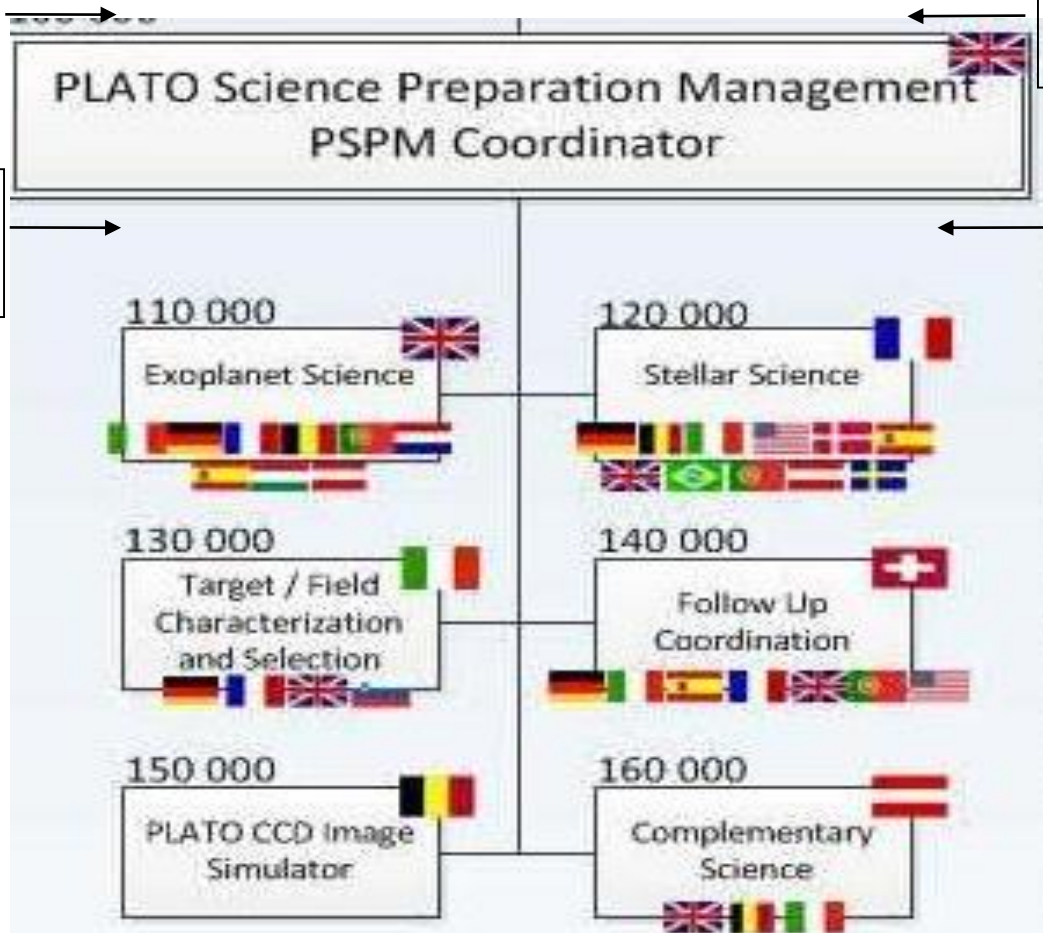 PLATO Science Preparation Management
PSPM Coordinator
110 000
Exoplanet Science
120 000
Stellar Science
130 000
Target / Field
Characterization
and Selection
140 000
Follow Up
Coordination
150 000
PLATO CCD Image
Simulator
160 000
Complementary
Science